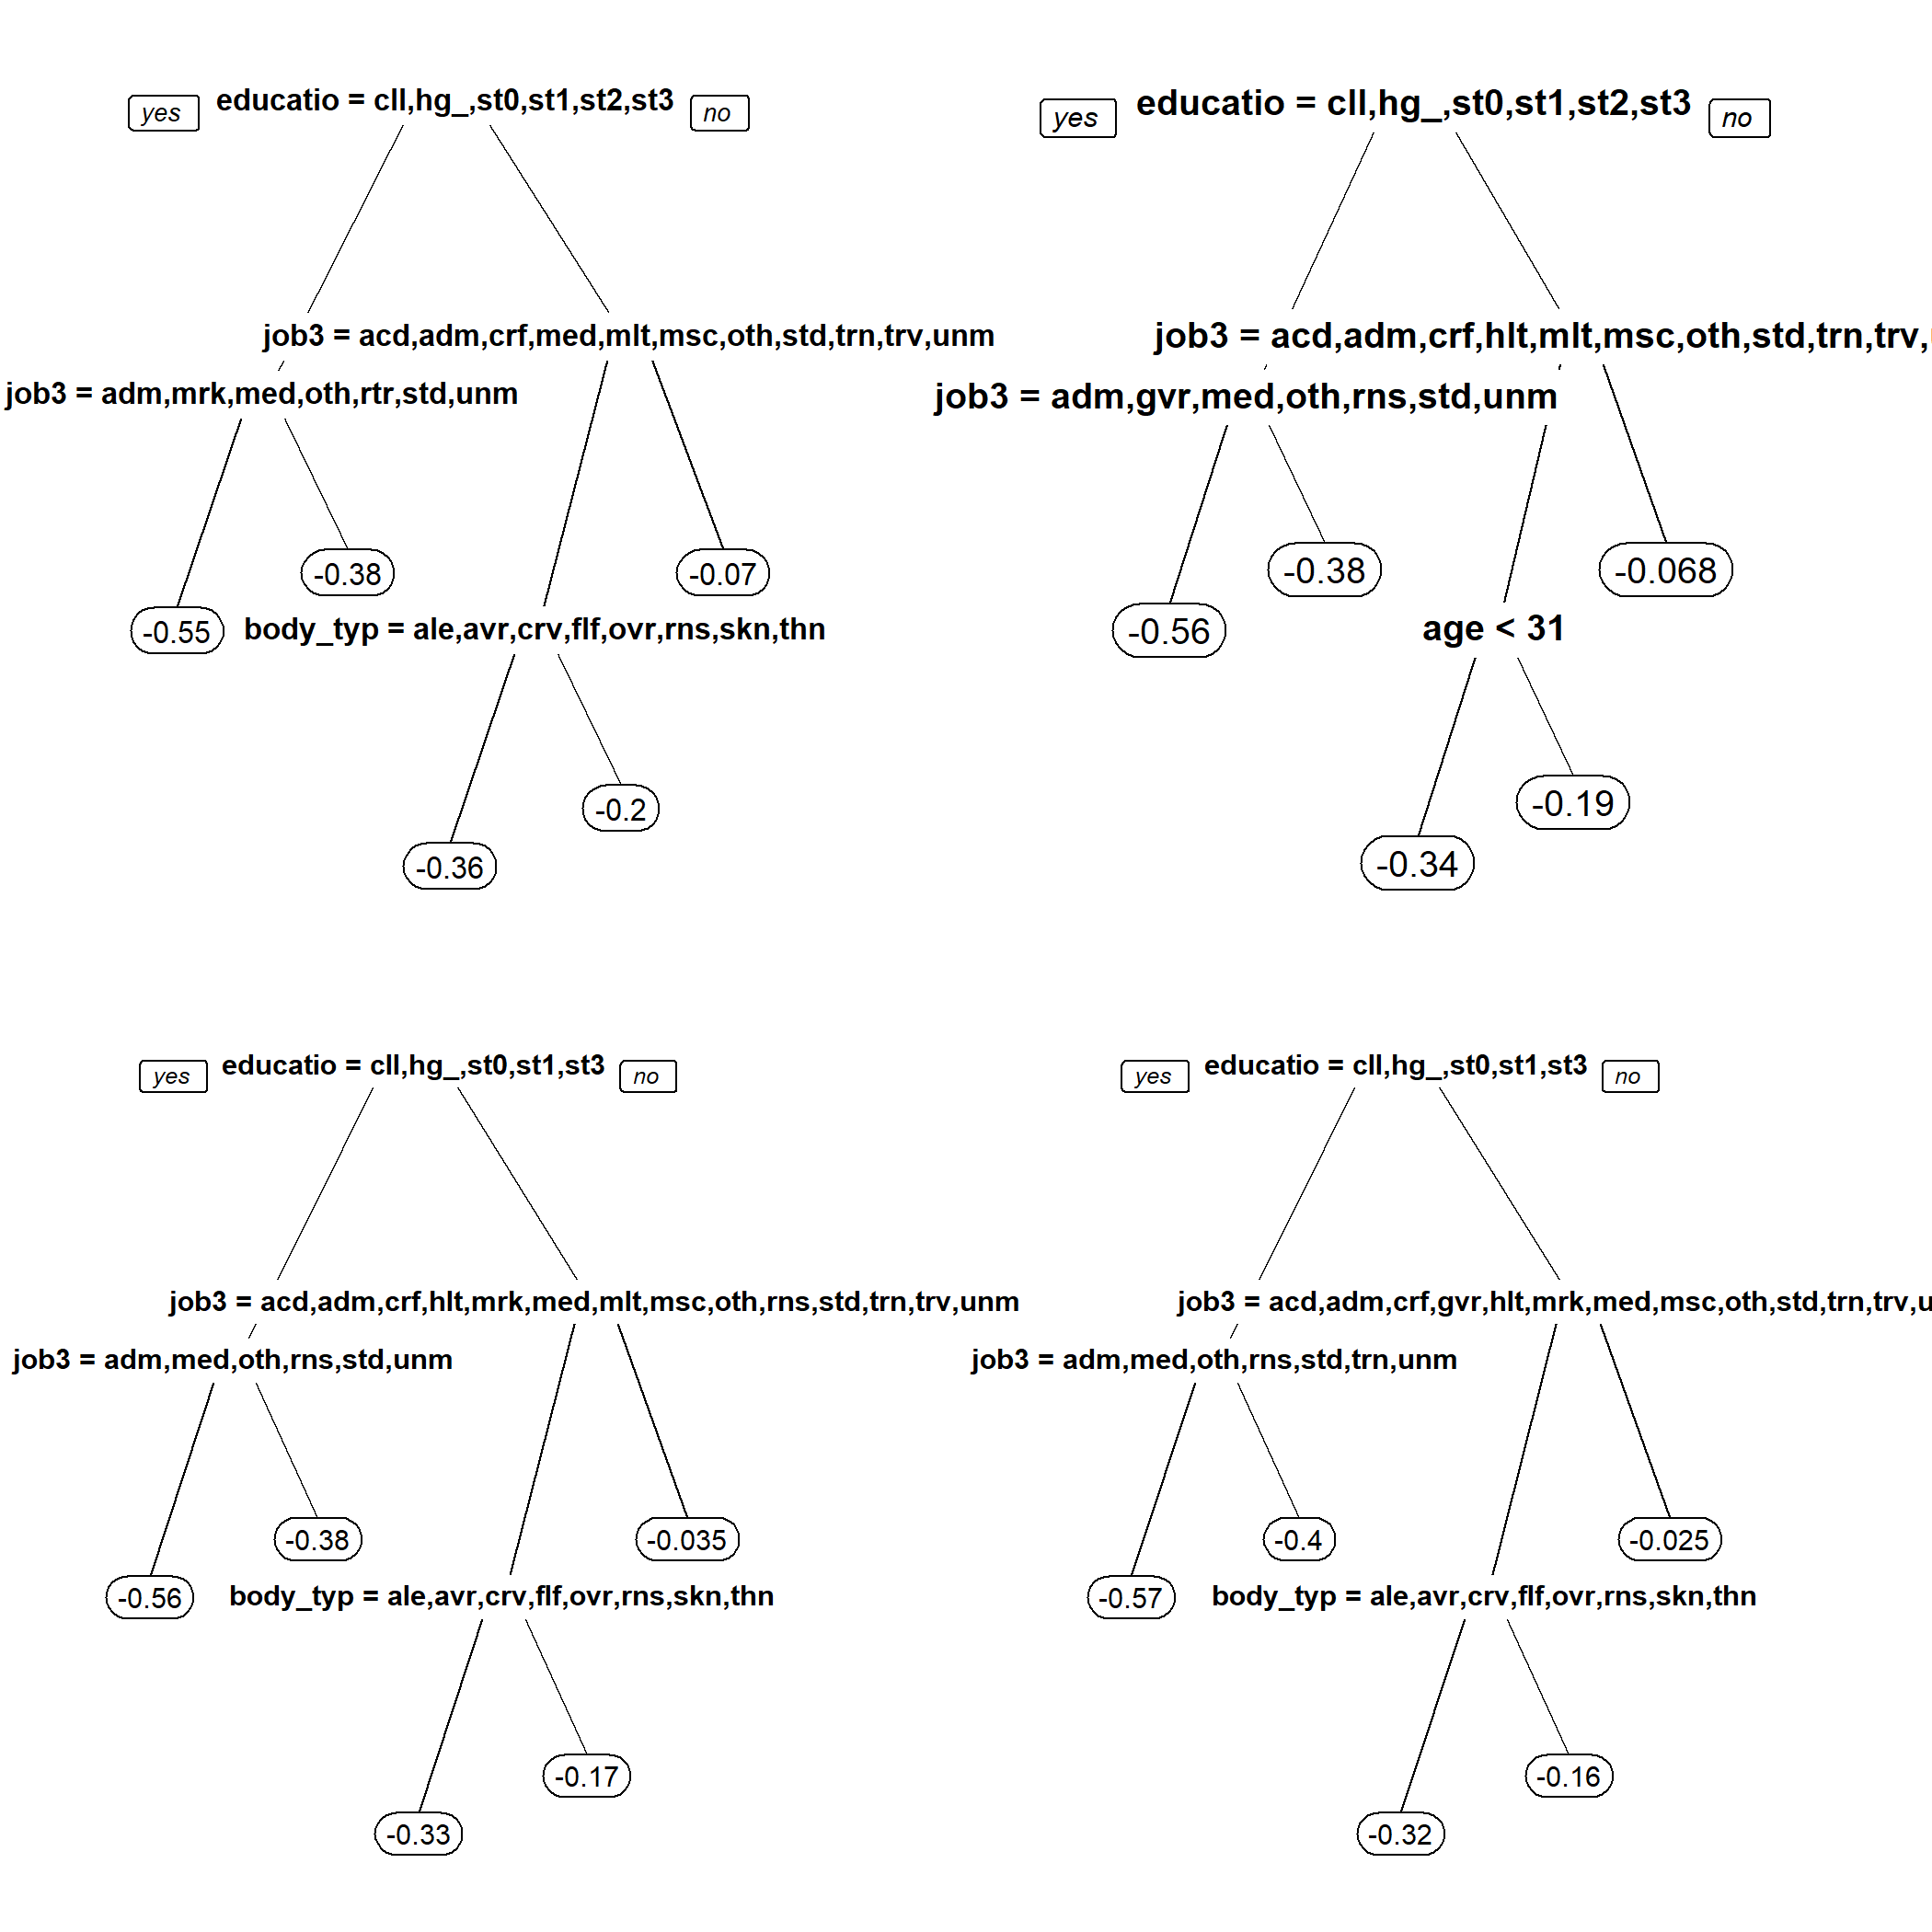 yes educatio = cll,hg_,st0,st1,st2,st3 no
job3 = acd,adm,crf,med,mlt,msc,oth,std,trn,trv,unm
job3 = adm,mrk,med,oth,rtr,std,unm
-0.38
-0.07
-0.55
body_typ = ale,avr,crv,flf,ovr,rns,skn,thn
-0.2
-0.36
yes educatio = cll,hg_,st0,st1,st2,st3 no
job3 = acd,adm,crf,hlt,mlt,msc,oth,std,trn,trv,
job3 = adm,gvr,med,oth,rns,std,unm
-0.38
-0.068
-0.56
age < 31
-0.19
-0.34
yes educatio = cll,hg_,st0,st1,st3 no
job3 = acd,adm,crf,hlt,mrk,med,mlt,msc,oth,rns,std,trn,trv,unm
job3 = adm,med,oth,rns,std,unm
-0.38
-0.035
-0.56
body_typ = ale,avr,crv,flf,ovr,rns,skn,thn
-0.17
-0.33
yes educatio = cll,hg_,st0,st1,st3 no
job3 = acd,adm,crf,gvr,hlt,mrk,med,msc,oth,std,trn,trv,u
job3 = adm,med,oth,rns,std,trn,unm
-0.4
-0.025
-0.57
body_typ = ale,avr,crv,flf,ovr,rns,skn,thn
-0.16
-0.32